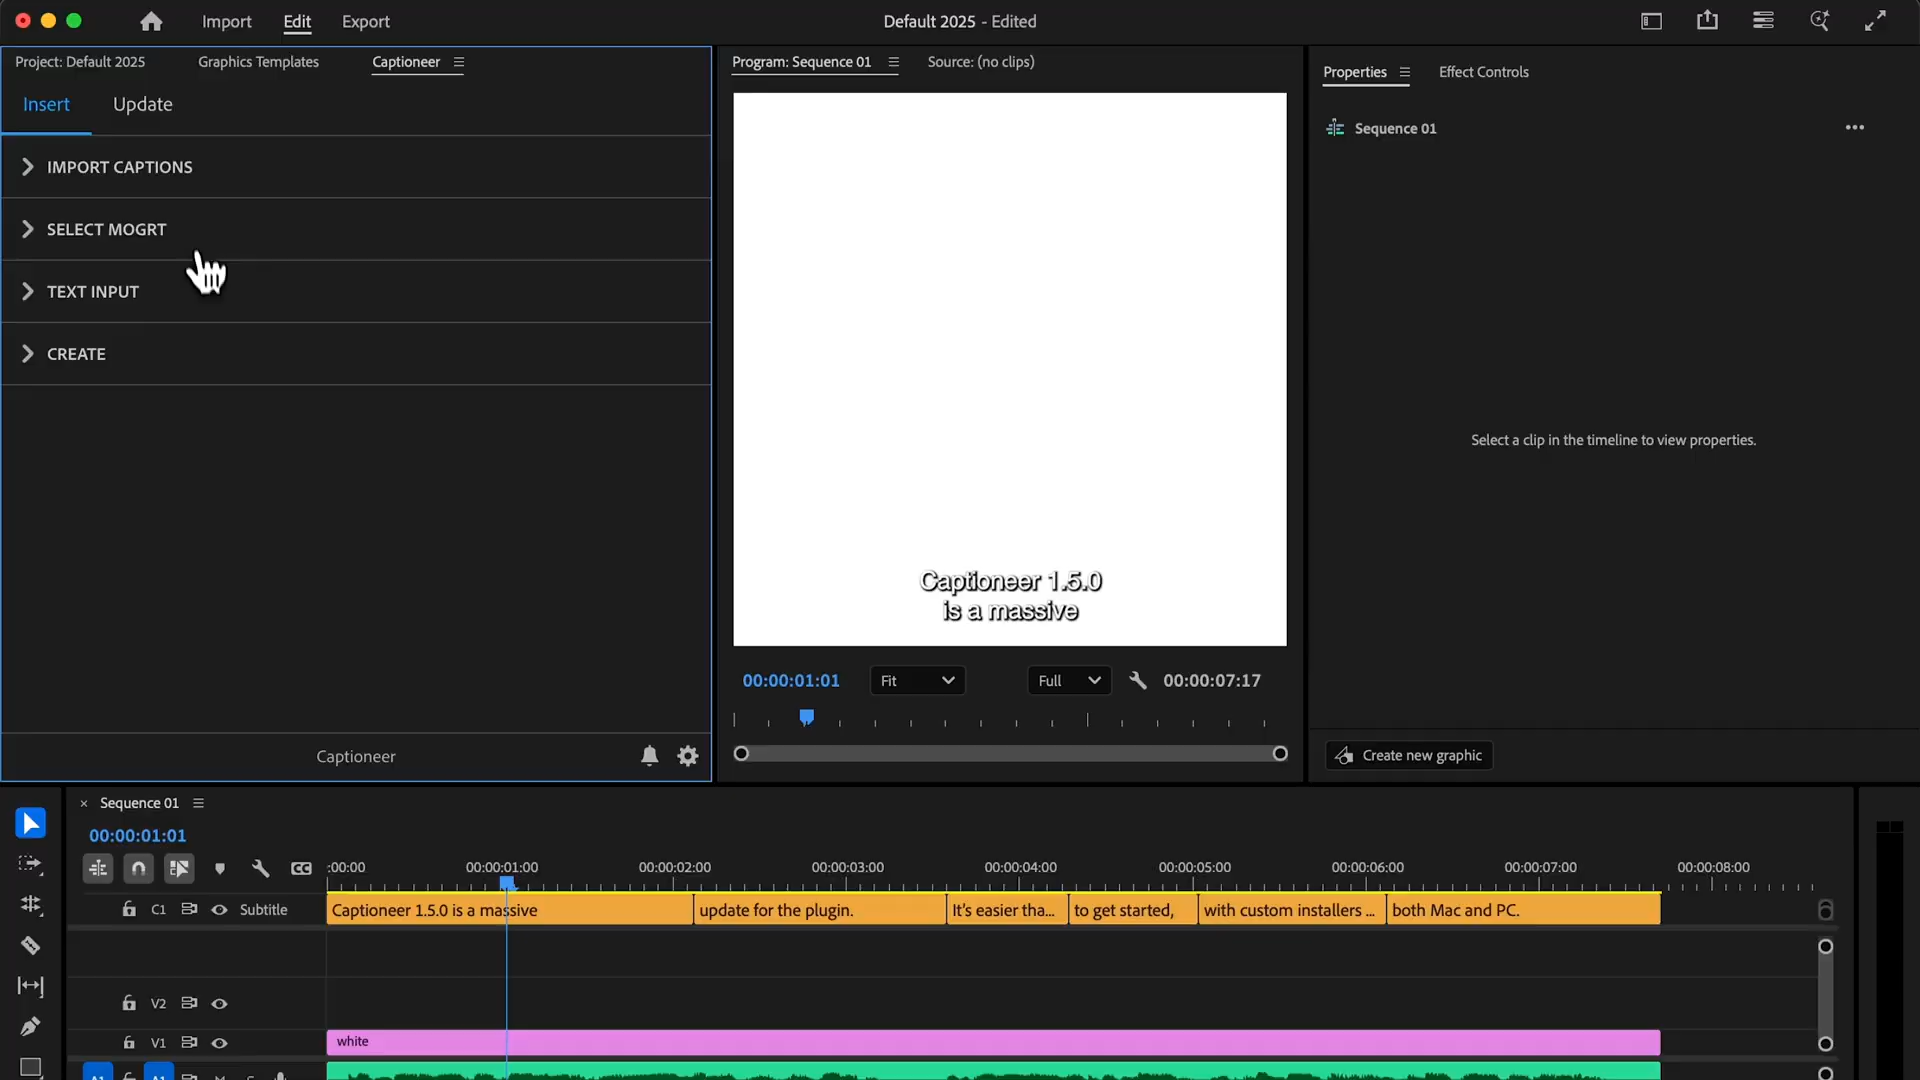 Import
Edit
Export
Default 2025 - Edited
Project: Default 2025
Graphics Templates
Captioneer
Insert
Update
IMPORT CAPTIONS
SELECT MOGRT
TEXT INPUT
CREATE
Captioneer
Program: Sequence 01
Source: (no clips)
Captioneer 1.5.0
is a massive
00:00:01:01
Fit
Full
00:00:07:17
Properties
Effect Controls
Sequence 01
Select a clip in the timeline to view properties.
Create new graphic
× Sequence 01
00:00:01:01
CC
:00:00
00:00:01:00
00:00:02:00
00:00:03:00
00:00:04:00
00:00:05:00
00:00:06:00
00:00:07:00
00:00:08:00
C1
Subtitle
Captioneer 1.5.0 is a massive
update for the plugin.
It's easier tha...
to get started,
with custom installers ...
both Mac and PC.
V2
V1
white
A1
A1
M